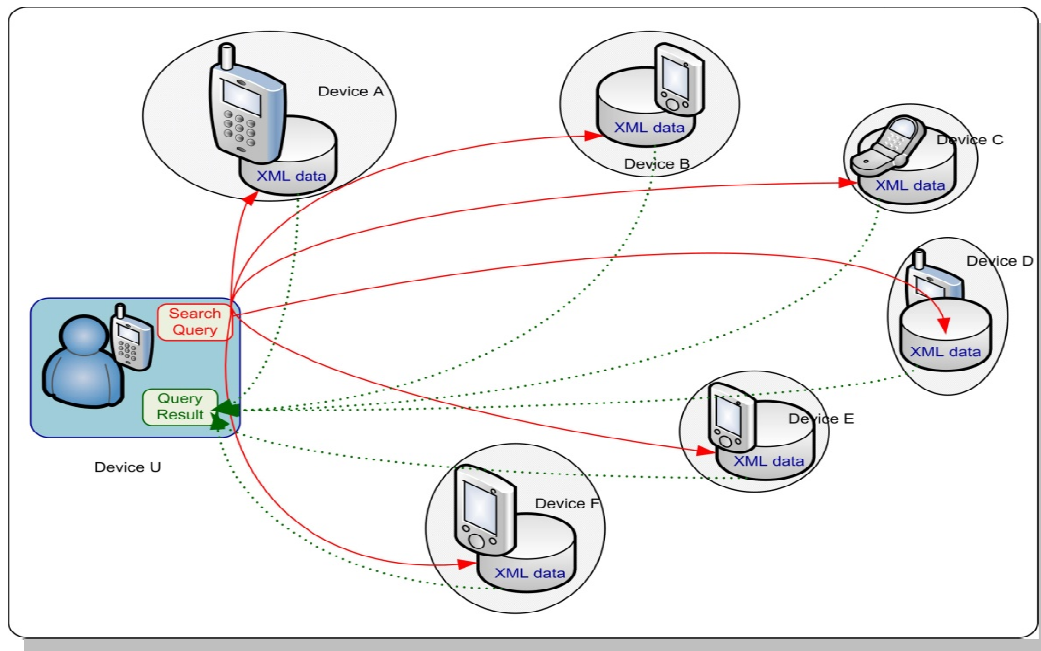 Device A
XML data
XML data
Device B
Device C
XML data
Device D
XML data
Search
Query
Query
Result
Device U
Device E
XML data
Device F
XML data